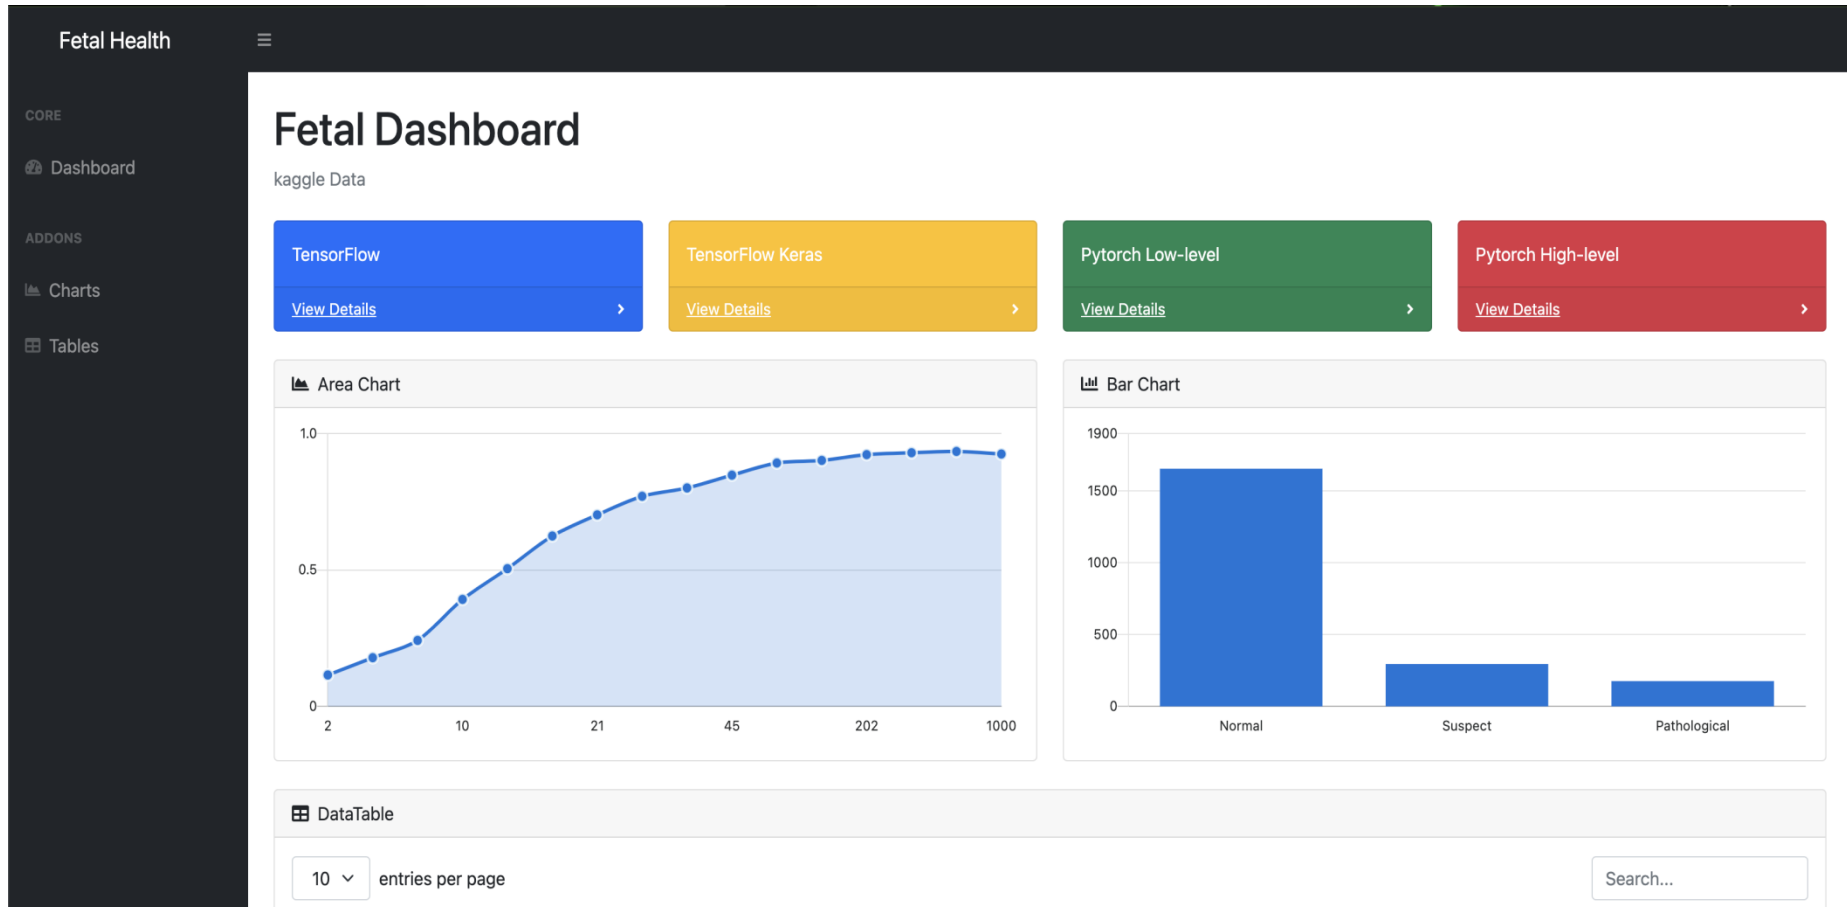 Fetal Health
CORE
Dashboard
ADDONS
Charts
Tables
Fetal Dashboard
kaggle Data
TensorFlow
View Details
TensorFlow Keras
View Details
Pytorch Low-level
View Details
Pytorch High-level
View Details
Area Chart
1.0
0.5
0
2 10 21 45 202 1000
Bar Chart
1900
1500
1000
500
0
Normal Suspect Pathological
DataTable
10 entries per page
Search...